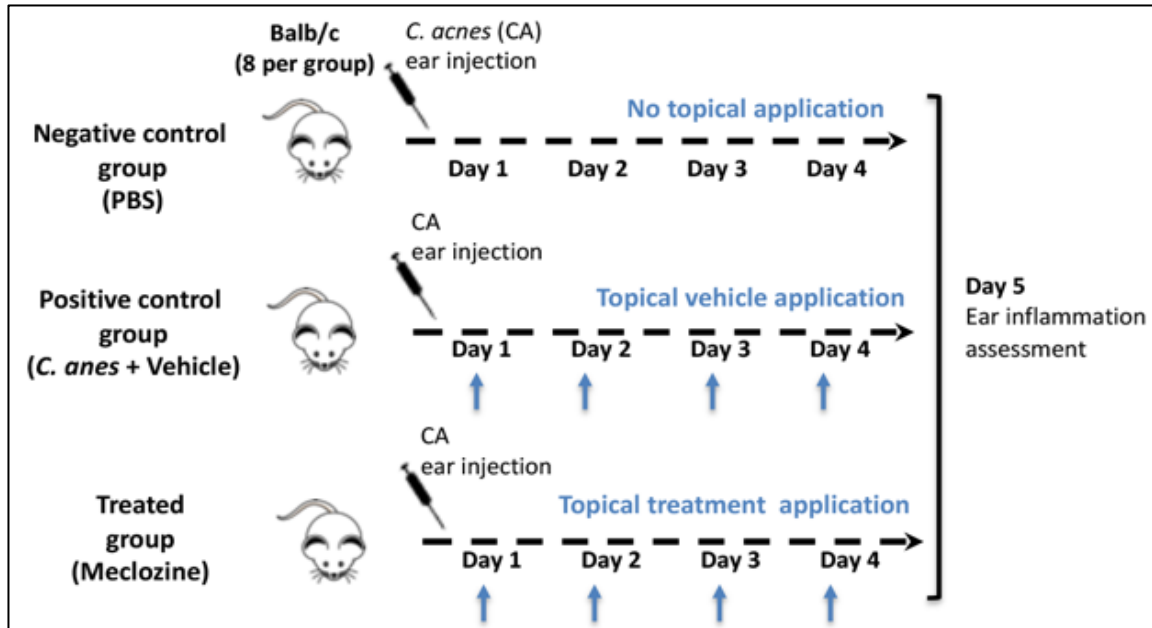 Balb/c
(8 per group)
C. acnes (CA)
ear injection
Negative control
group
(PBS)
No topical application
Day 1 Day 2 Day 3 Day 4
CA
ear injection
Positive control
group
(C. anes + Vehicle)
Topical vehicle application
Day 1 Day 2 Day 3 Day 4
CA
ear injection
Treated
group
(Meclozine)
Topical treatment application
Day 1 Day 2 Day 3 Day 4
Day 5
Ear inflammation
assessment